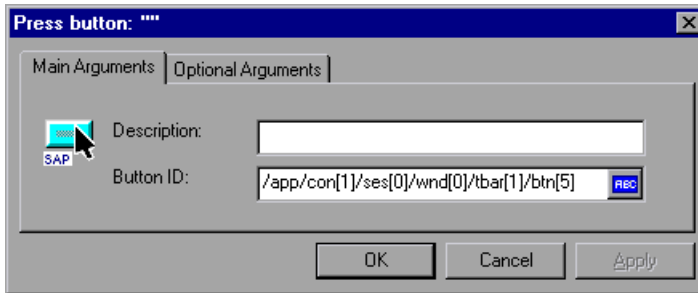 Press button: ""
Main Arguments
Optional Arguments
SAP
Description:
Button ID:
/app/con[1]/ses[0]/wnd[0]/tbar[1]/btn[5]
ABC
OK
Cancel
Apply